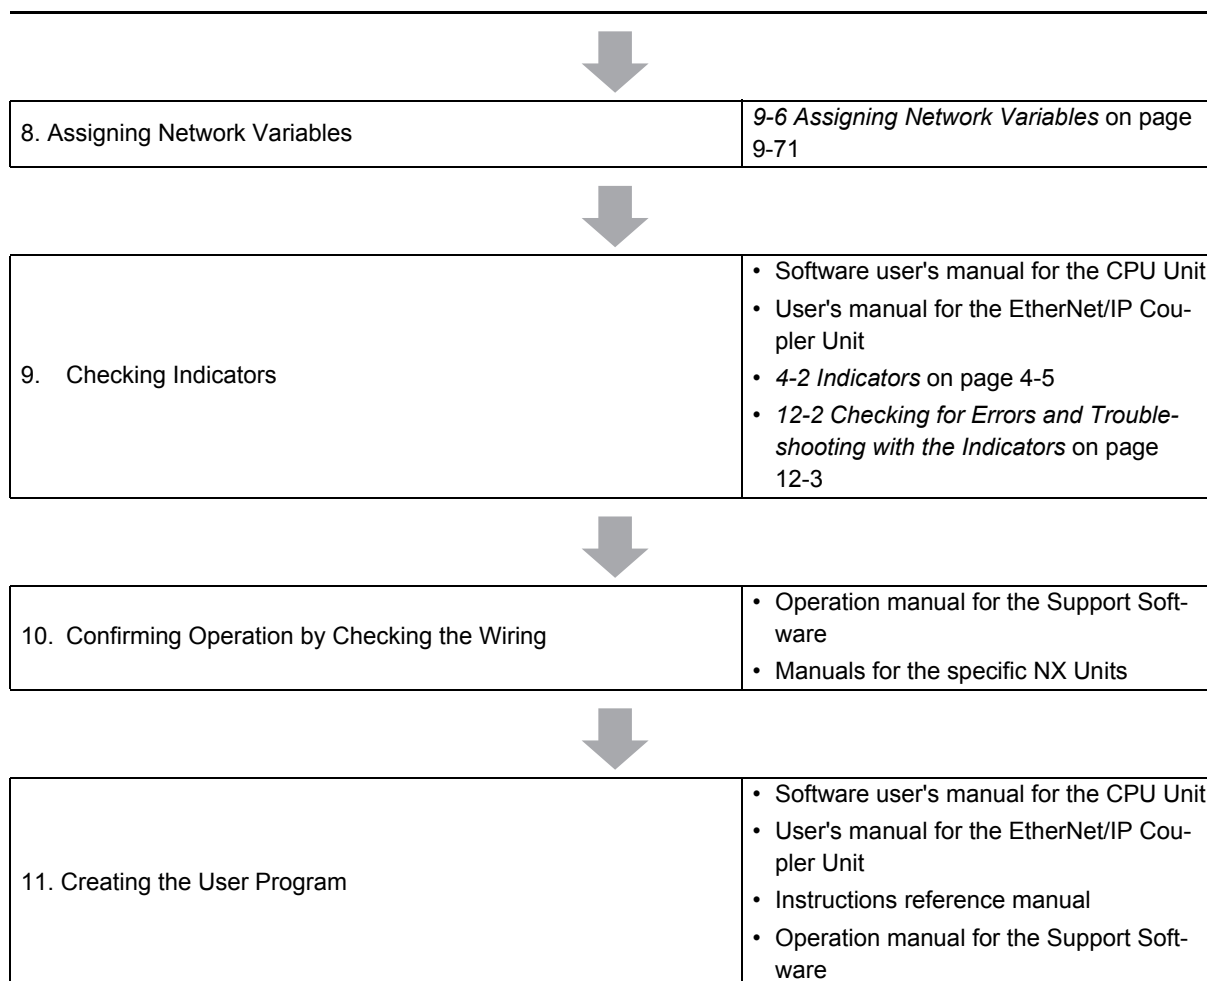 8. Assigning Network Variables
9-6 Assigning Network Variables on page
9-71
9. Checking Indicators
• Software user's manual for the CPU Unit
• User's manual for the EtherNet/IP Cou-
pler Unit
• 4-2 Indicators on page 4-5
• 12-2 Checking for Errors and Trouble-
shooting with the Indicators on page
12-3
10. Confirming Operation by Checking the Wiring
• Operation manual for the Support Soft-
ware
• Manuals for the specific NX Units
11. Creating the User Program
• Software user's manual for the CPU Unit
• User's manual for the EtherNet/IP Cou-
pler Unit
• Instructions reference manual
• Operation manual for the Support Soft-
ware